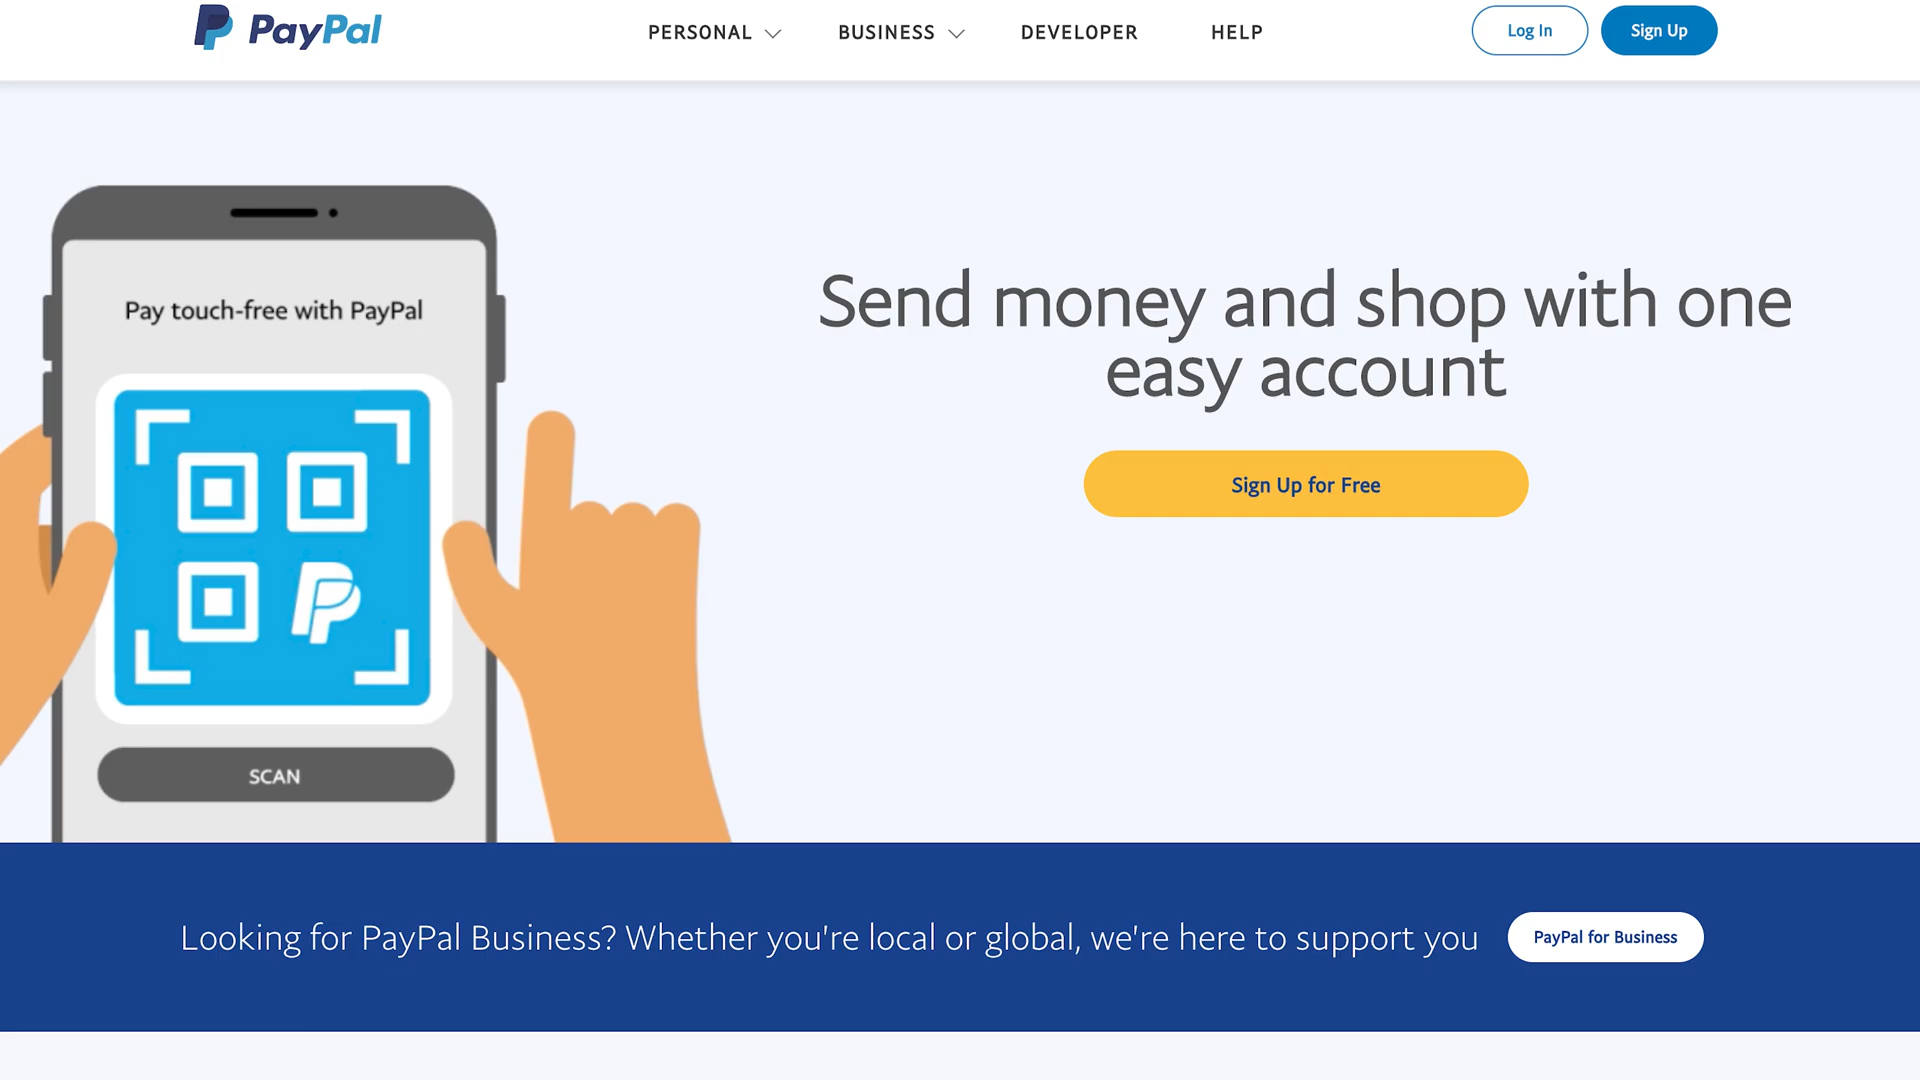 PayPal
PERSONAL
BUSINESS
DEVELOPER
HELP
Log In
Sign Up
Pay touch-free with PayPal
SCAN
Send money and shop with one
easy account
Sign Up for Free
Looking for PayPal Business? Whether you're local or global, we're here to support you
PayPal for Business